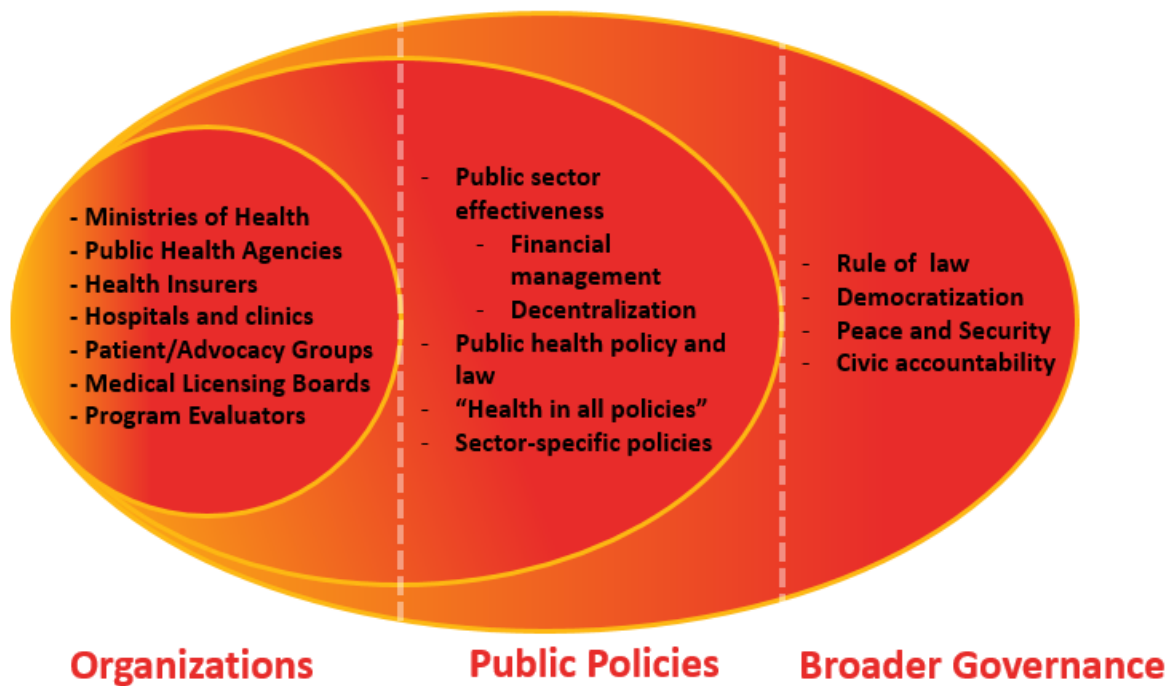 - Ministries of Health
- Public Health Agencies
- Health Insurers
- Hospitals and clinics
- Patient/Advocacy Groups
- Medical Licensing Boards
- Program Evaluators
- Public sector
effectiveness
- Financial
management
- Decentralization
- Public health policy and
law
- “Health in all policies”
- Sector-specific policies
- Rule of law
- Democratization
- Peace and Security
- Civic accountability
Organizations
Public Policies
Broader Governance